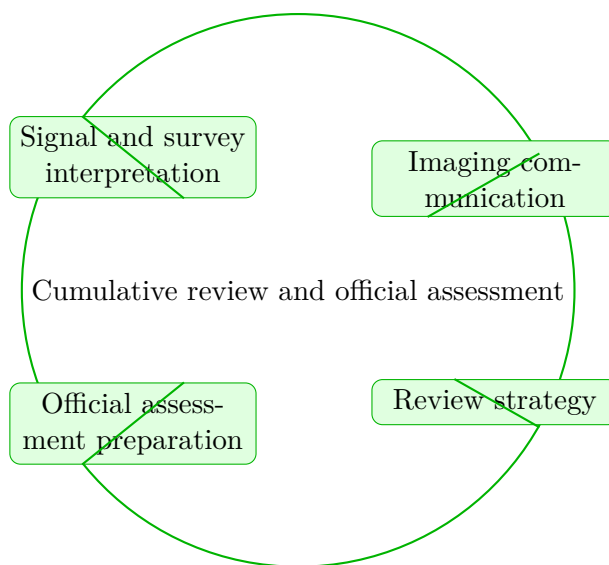 Signal and survey
interpretation
Imaging com-
munication
Cumulative review and official assessment
Official assess-
ment preparation
Review strategy